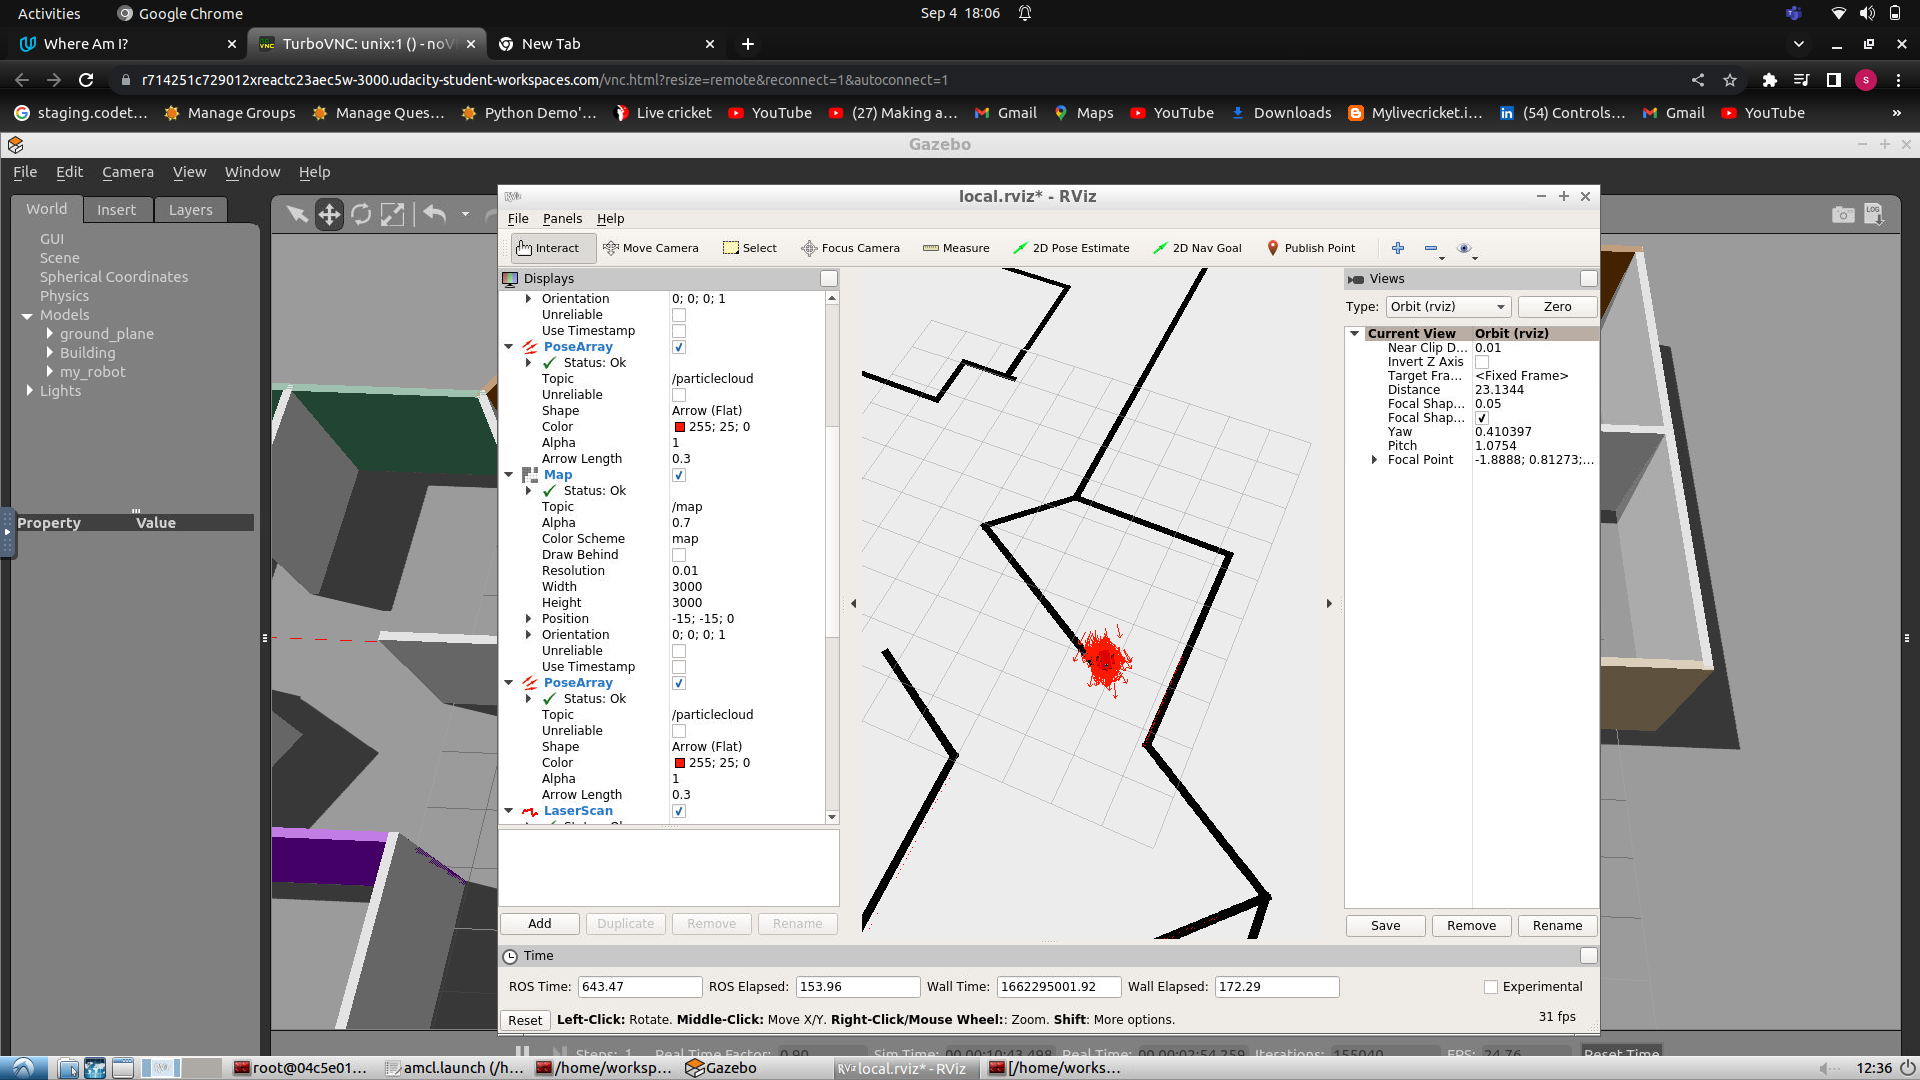 Activities
Google Chrome
Sep 4 18:06
Where Am I?
TurboVNC: unix:1 () - noV
New Tab
r714251c729012xreactc23aec5w-3000.udacity-student-workspaces.com/vnc.html?resize=remote&reconnect=1&autoconnect=1
S
staging.codet...
Manage Groups
Manage Ques...
Python Demo'...
Live cricket
YouTube
(27) Making a...
Gmail
Maps
YouTube
Downloads
Mylivecricket.i...
(54) Controls...
Gmail
YouTube
»
Gazebo
File Edit Camera View Window Help
World Insert Layers
GUI
Scene
Spherical Coordinates
Physics
Models
ground_plane
Building
my_robot
Lights
Property Value
LOG
local.rviz* - RViz
File Panels Help
Interact Move Camera Select Focus Camera Measure 2D Pose Estimate 2D Nav Goal Publish Point
Displays
Orientation 0; 0; 0; 1
Unreliable
Use Timestamp
PoseArray
Status: Ok
Topic /particlecloud
Unreliable
Shape Arrow (Flat)
Color 255; 25; 0
Alpha 1
Arrow Length 0.3
Map
Status: Ok
Topic /map
Alpha 0.7
Color Scheme map
Draw Behind
Resolution 0.01
Width 3000
Height 3000
Position -15; -15; 0
Orientation 0; 0; 0; 1
Unreliable
Use Timestamp
PoseArray
Status: Ok
Topic /particlecloud
Unreliable
Shape Arrow (Flat)
Color 255; 25; 0
Alpha 1
Arrow Length 0.3
LaserScan
Add Duplicate Remove Rename
Views
Type: Orbit (rviz) Zero
Current View Orbit (rviz)
Near Clip D... 0.01
Invert Z Axis
Target Fra... <Fixed Frame>
Distance 23.1344
Focal Shap... 0.05
Focal Shap...
Yaw 0.410397
Pitch 1.0754
Focal Point -1.8888; 0.81273;...
Save Remove Rename
Time
ROS Time: 643.47 ROS Elapsed: 153.96 Wall Time: 1662295001.92 Wall Elapsed: 172.29 Experimental
Reset Left-Click: Rotate. Middle-Click: Move X/Y. Right-Click/Mouse Wheel:: Zoom. Shift: More options. 31 fps
Steps: 1 Real Time Factor: 0.90 Sim Time: 00 00:10:43.498 Real Time: 00 00:02:54.259 Iterations: 155040 FPS: 24.76 Reset Time
root@04c5e01...
amcl.launch (/h...
/home/worksp...
Gazebo
RViz local.rviz* - RViz
[/home/works...
12:36